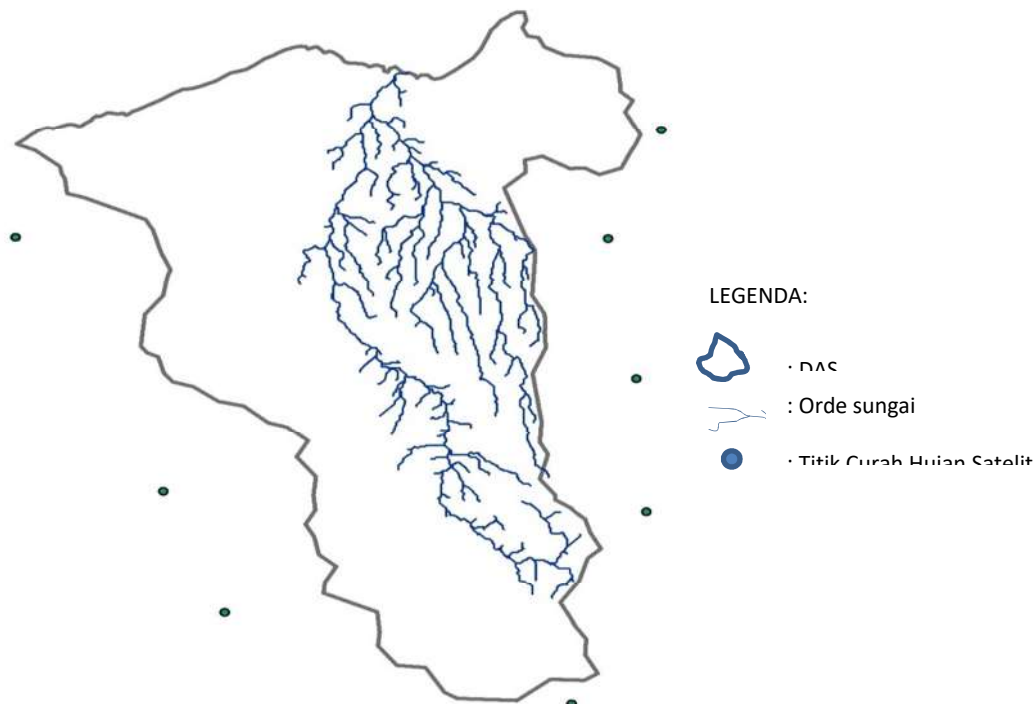 LEGENDA:
: DAS
: Orde sungai
: Titik Curah Hujan Satelit